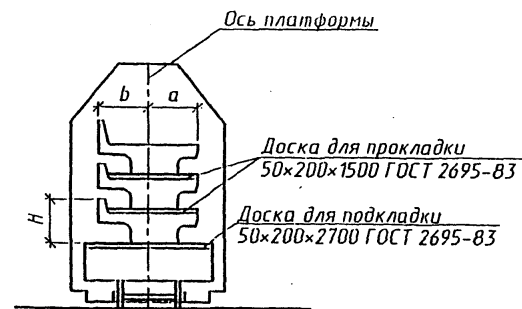 Ось платформы
b a
Доска для прокладки
50×200×1500 ГОСТ 2695-83
H
Доска для подкладки
50×200×2700 ГОСТ 2695-83